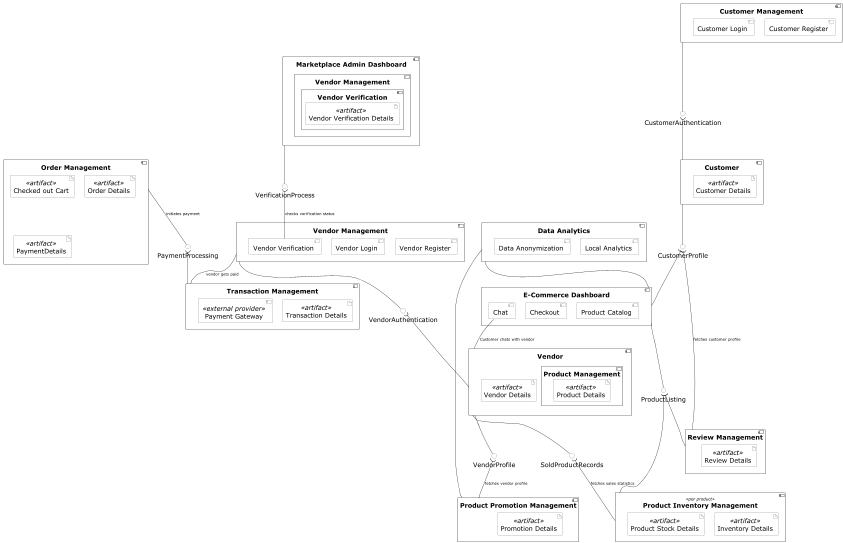 Customer Management
Customer Login
Customer Register
Marketplace Admin Dashboard
Vendor Management
Vendor Verification
«artifact»
Vendor Verification Details
CustomerAuthentication
Order Management
«artifact»
Checked out Cart
«artifact»
Order Details
«artifact»
PaymentDetails
Customer
«artifact»
Customer Details
VerificationProcess
initiates payment
checks verification status
Vendor Management
Vendor Verification
Vendor Login
Vendor Register
Data Analytics
Data Anonymization
Local Analytics
PaymentProcessing
CustomerProfile
vendor gets paid
Transaction Management
«external provider»
Payment Gateway
«artifact»
Transaction Details
E-Commerce Dashboard
Chat
Checkout
Product Catalog
VendorAuthentication
Customer chats with vendor
fetches customer profile
Vendor
«artifact»
Vendor Details
Product Management
«artifact»
Product Details
ProductListing
Review Management
«artifact»
Review Details
VendorProfile
SoldProductRecords
fetches vendor profile
fetches sales statistics
Product Promotion Management
«artifact»
Promotion Details
«per product»
Product Inventory Management
«artifact»
Product Stock Details
«artifact»
Inventory Details